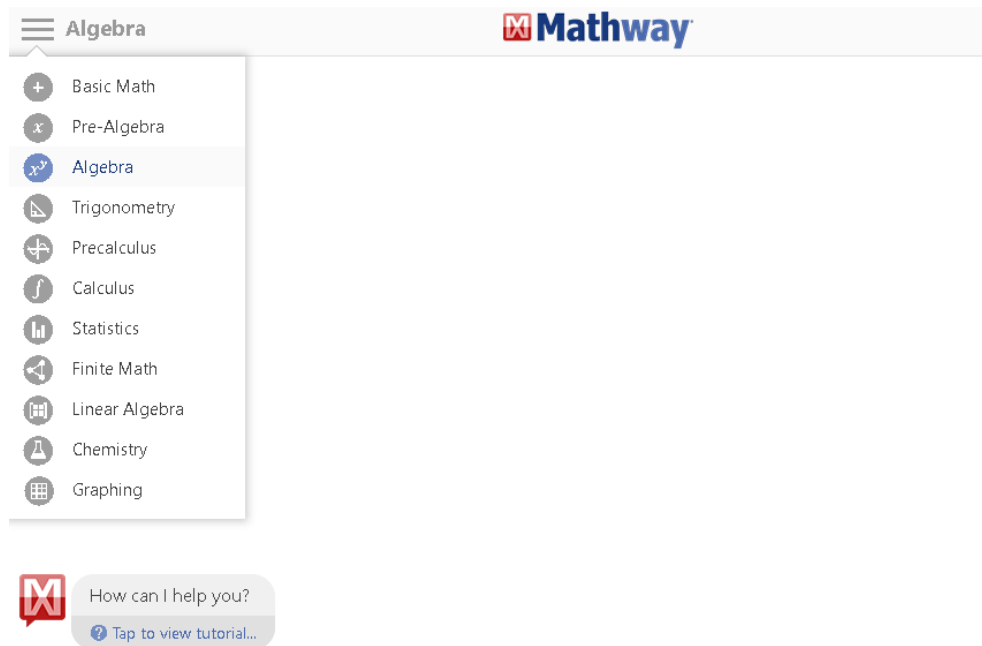 Algebra
Mathway
Basic Math
Pre-Algebra
Algebra
Trigonometry
Precalculus
Calculus
Statistics
Finite Math
Linear Algebra
Chemistry
Graphing
How can I help you?
Tap to view tutorial...